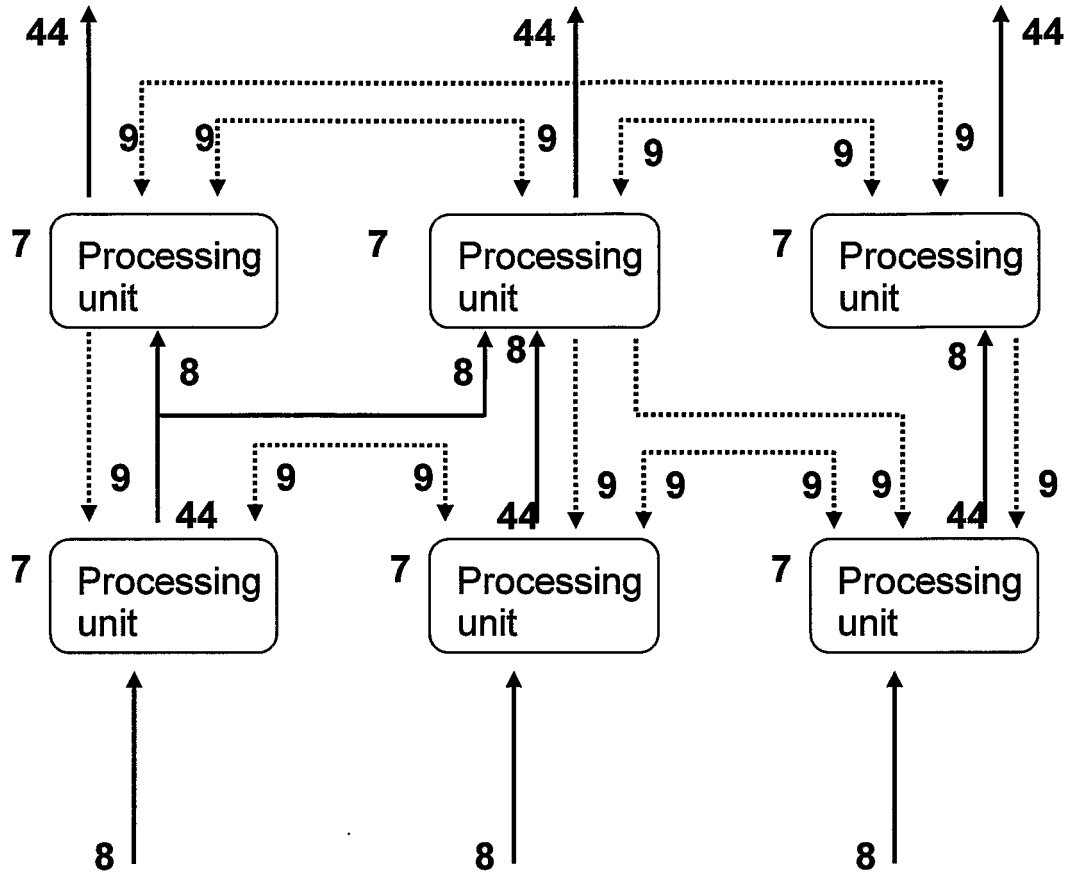 44 44 44
9 9 9 9 9 9
7 Processing unit 7 Processing unit 7 Processing unit
8 8 8 8
9 9 9 9 9 9 9 9
44 44 44
7 Processing unit 7 Processing unit 7 Processing unit
8 8 8